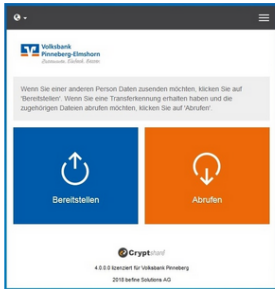 Volksbank
Pinneberg-Elmshorn
Gemeinsam. Einfach. Besser.
Wenn Sie einer anderen Person Daten zusenden möchten, klicken Sie auf
'Bereitstellen'. Wenn Sie eine Transferkennung erhalten haben und die
zugehörigen Dateien abrufen möchten, klicken Sie auf 'Abrufen'.
Bereitstellen
Abrufen
Cryptshare
4.0.0.0 lizenziert für Volksbank Pinneberg
2018 befine Solutions AG